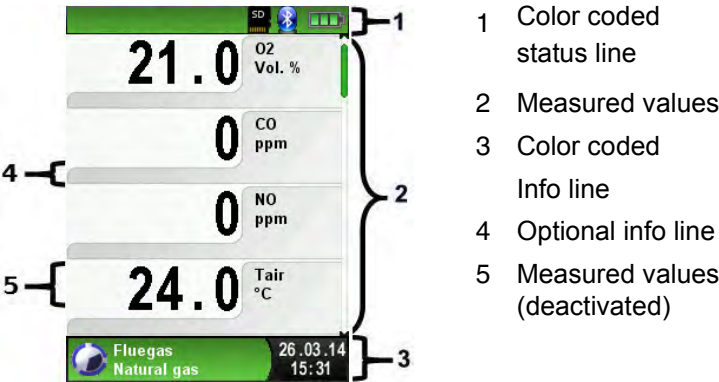 SD
1
21.0 O2
Vol. %
0 CO
ppm
4
2
0 NO
ppm
5
24.0 Tair
°C
Fluegas
Natural gas
26.03.14
15:31
3
1 Color coded
status line
2 Measured values
3 Color coded
Info line
4 Optional info line
5 Measured values
(deactivated)